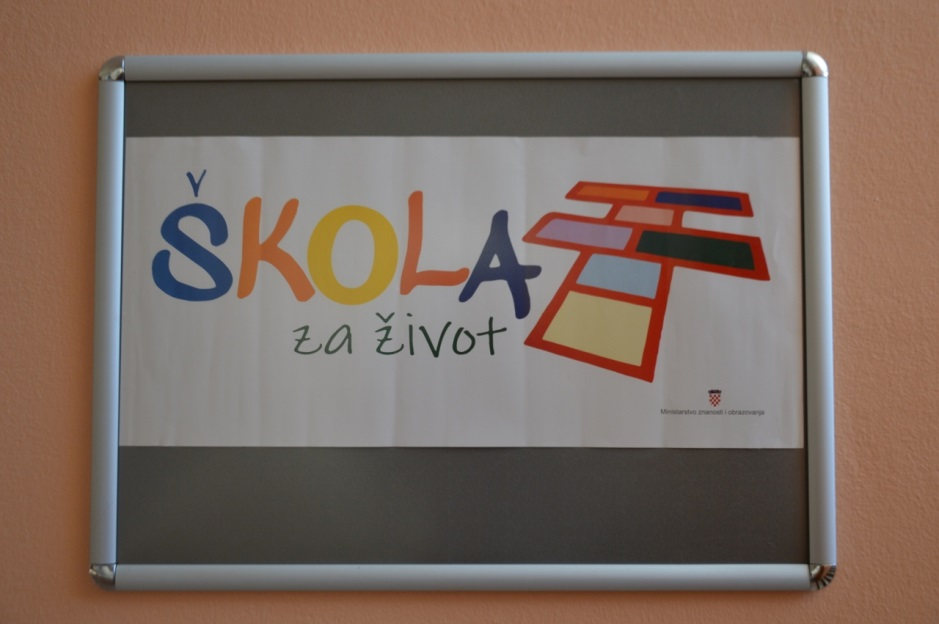 ŠKOLA
za život
Ministarstvo znanosti i obrazovanja